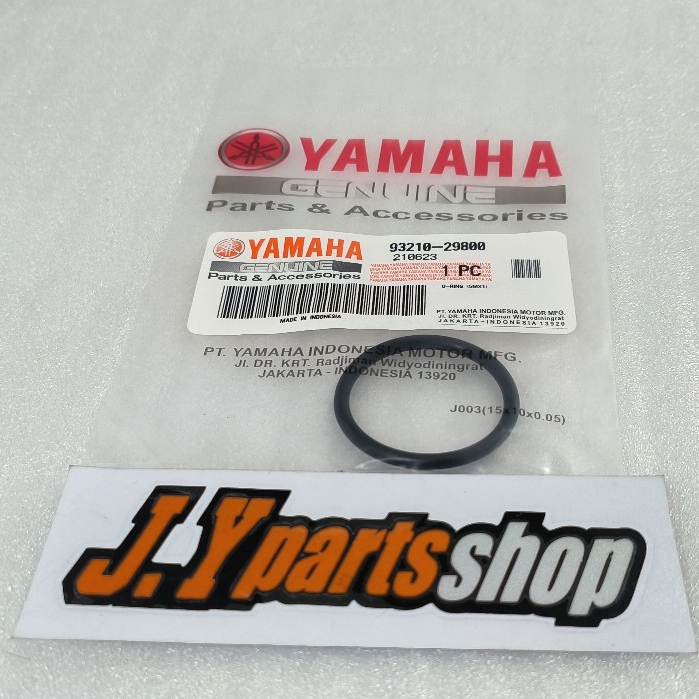 YAMAHA
GENUINE
Parts & Accessories
YAMAHA
GENUINE
Parts & Accessories
93210-29800
210623
1 PC
MADE IN INDONESIA
PT. YAMAHA INDONESIA MOTOR MFG.
Jl. DR. KRT. Radjiman Widyodiningrat
JAKARTA - INDONESIA 13920
PT. YAMAHA INDONESIA MOTOR MFG.
Jl. DR. KRT. Radjiman Widyodiningrat
JAKARTA - INDONESIA 13920
J003(15x10x0.05)
J.Ypartsshop